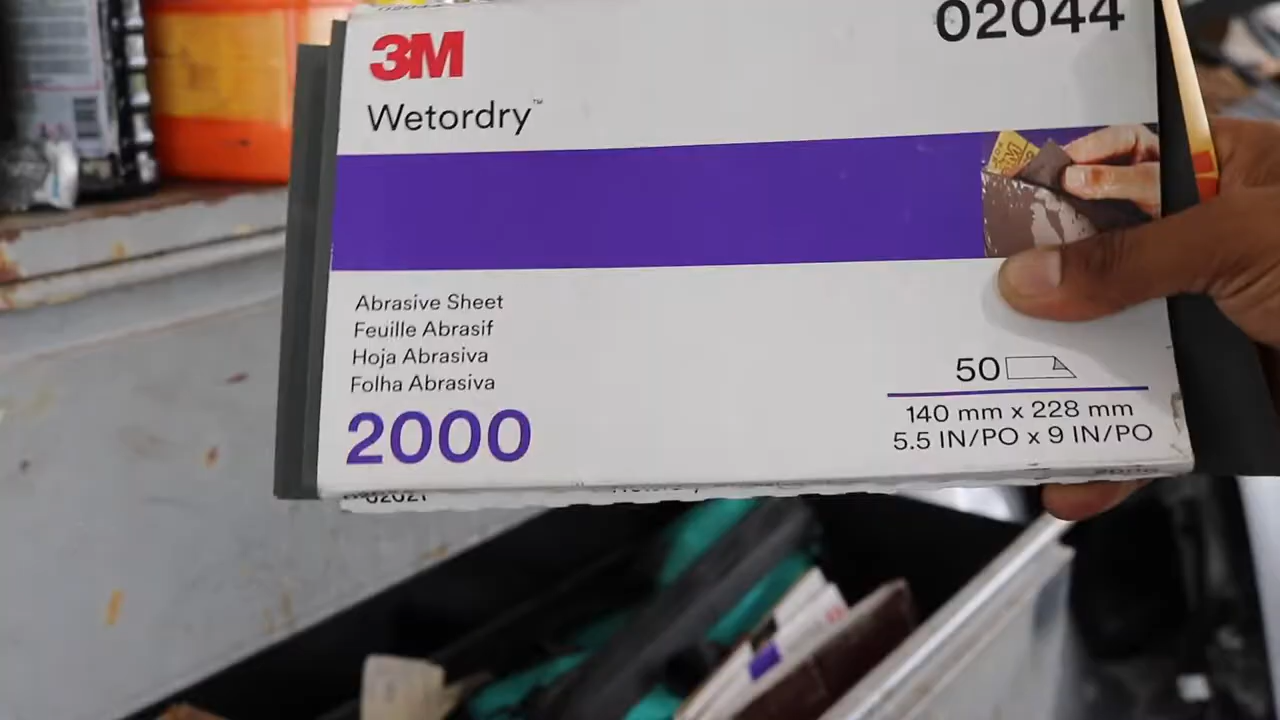 02044
3M
Wetordry™
Abrasive Sheet
Feuille Abrasif
Hoja Abrasiva
Folha Abrasiva
2000
50
140 mm x 228 mm
5.5 IN/PO x 9 IN/PO